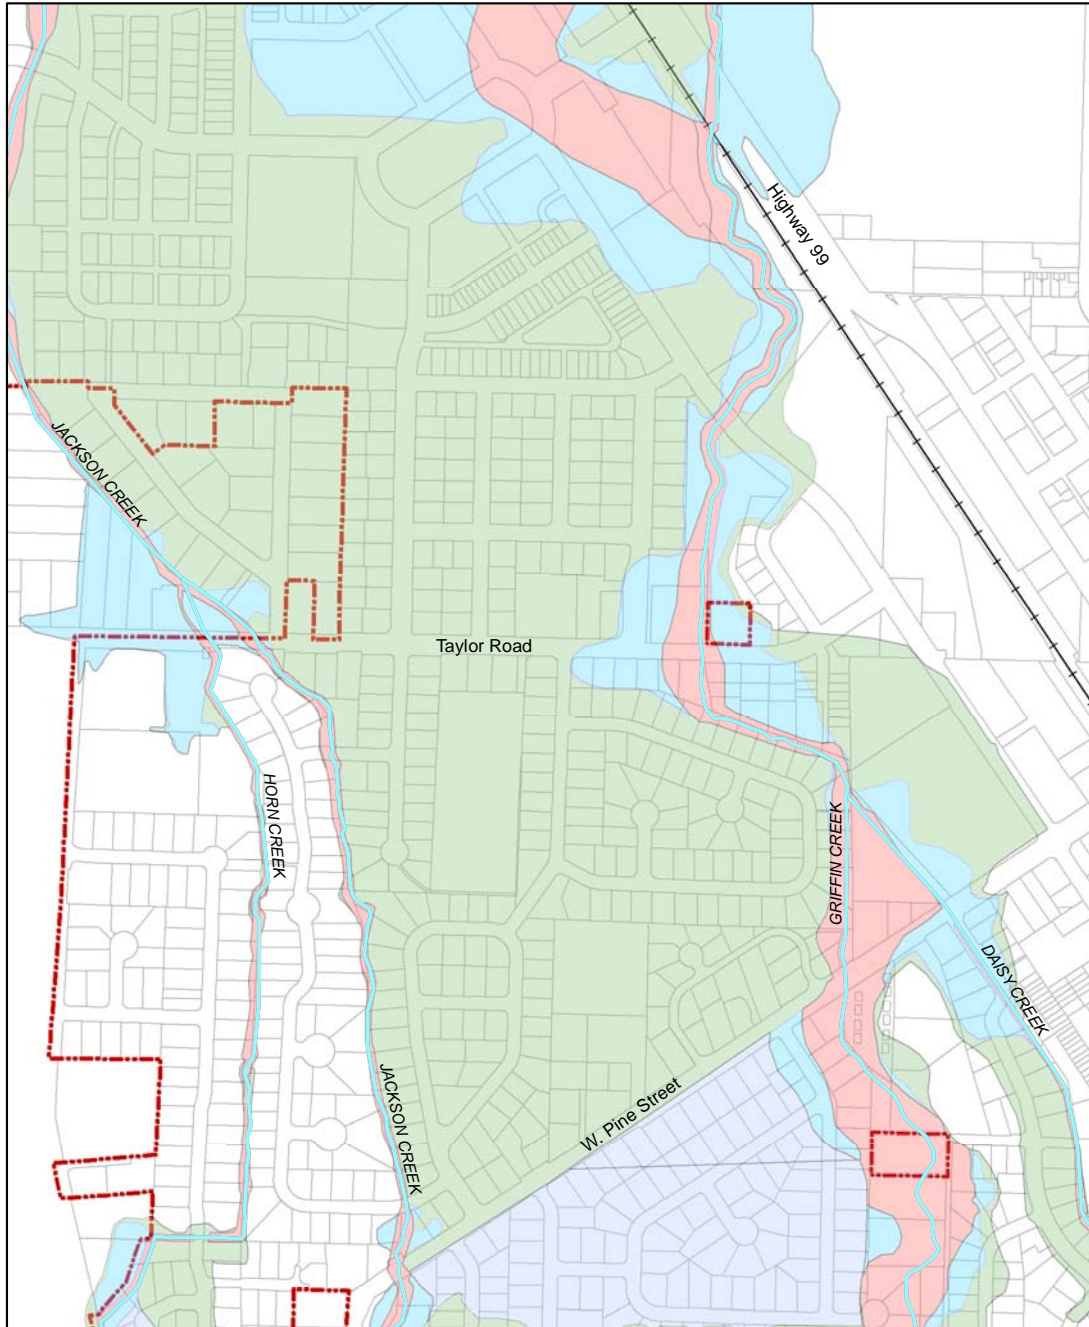 Highway 99
JACKSON CREEK
Taylor Road
HORN CREEK
GRIFFIN CREEK
DAISY CREEK
JACKSON CREEK
W. Pine Street